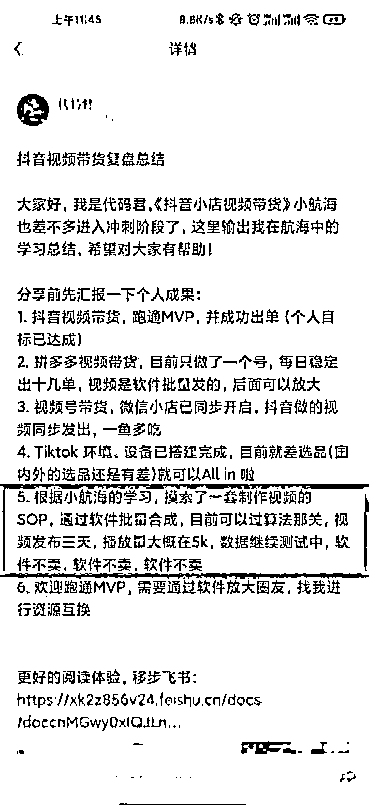 上午11:45
8.8K/s
详情
抖音视频带货复盘总结
大家好，我是代码君，《抖音小店视频带货》小航海
也差不多进入冲刺阶段了，这里输出我在航海中的
学习总结，希望对大家有帮助！
分享前先汇报一下个人成果：
1. 抖音视频带货，跑通MVP，并成功出单（个人目
标已达成）
2. 拼多多视频带货，目前只做了一个号，每日稳定
出十几单，视频是软件批量发的，后面可以放大
3. 视频号带货，微信小店已同步开启，抖音做的视
频同步发出，一鱼多吃
4. Tiktok 环境、设备已搭建完成，目前就差选品（国
内外的选品还是有差）就可以All in 啦
5. 根据小航海的学习，摸索了一套制作视频的
SOP，通过软件批量合成，目前可以过算法那关，视
频发布三天，播放量大概在5k，数据继续测试中，软
件不卖，软件不卖，软件不卖
6. 欢迎跑通MVP，需要通过软件放大圈友，找我进
行资源互换
更好的阅读体验，移步飞书：
https://xk2z856v24.feishu.cn/docs